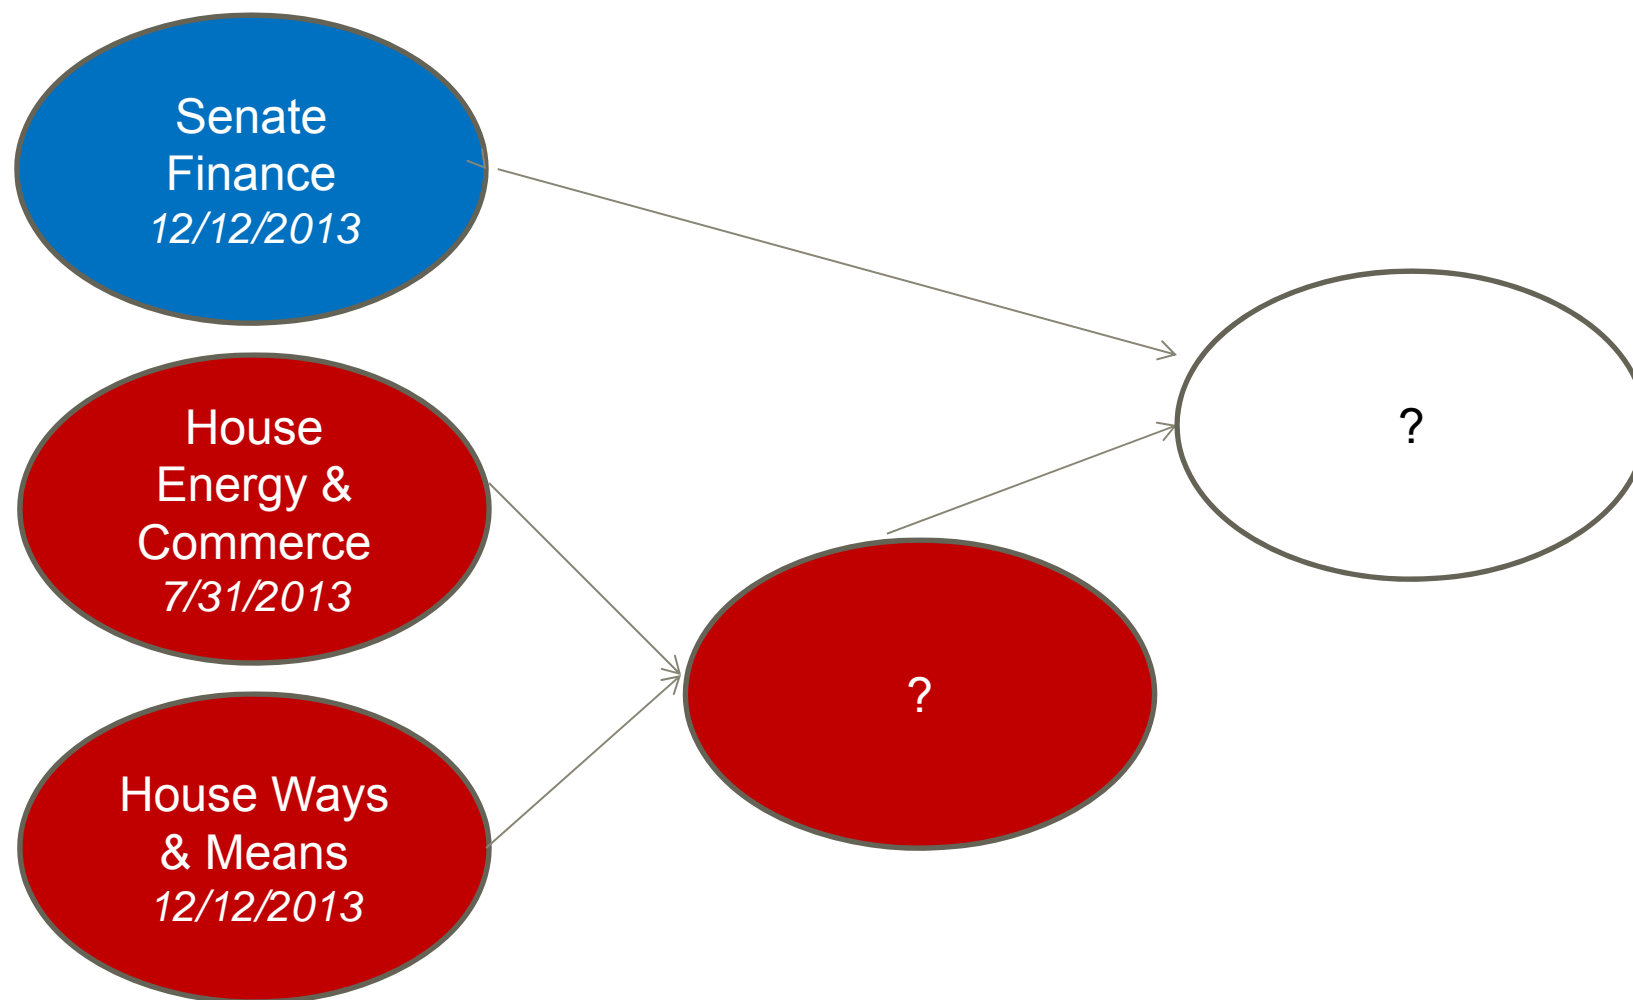 Senate
Finance
12/12/2013
House
Energy &
Commerce
7/31/2013
House Ways
& Means
12/12/2013
?
?